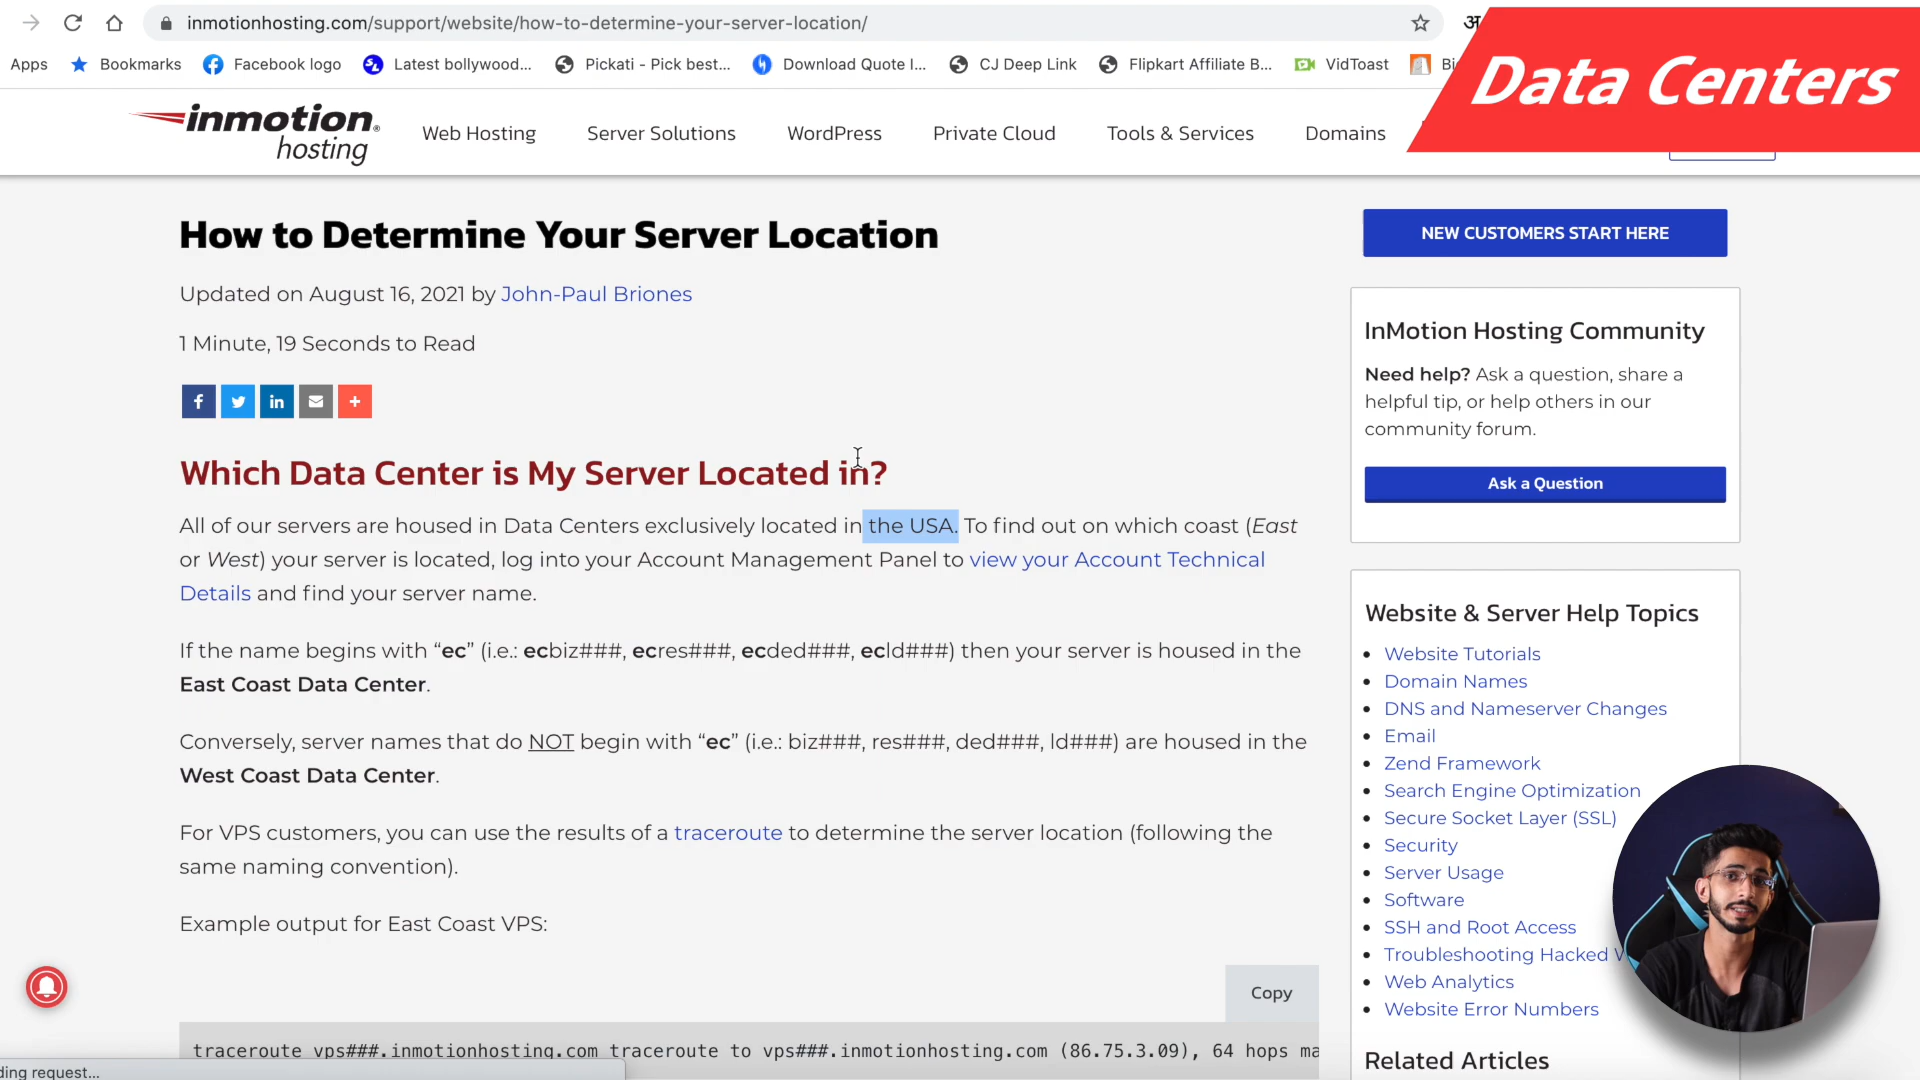 inmotionhosting.com/support/website/how-to-determine-your-server-location/
अ
Apps
Bookmarks
Facebook logo
Latest bollywood...
Pickati - Pick best...
Download Quote I...
CJ Deep Link
Flipkart Affiliate B...
VidToast
Data Centers
inmotion®
hosting
Web Hosting
Server Solutions
WordPress
Private Cloud
Tools & Services
Domains
How to Determine Your Server Location
Updated on August 16, 2021 by John-Paul Briones
1 Minute, 19 Seconds to Read
Which Data Center is My Server Located in?
All of our servers are housed in Data Centers exclusively located in the USA. To find out on which coast (East
or West) your server is located, log into your Account Management Panel to view your Account Technical
Details and find your server name.
If the name begins with “ec” (i.e.: ecbiz###, ecres###, ecded###, ecld###) then your server is housed in the
East Coast Data Center.
Conversely, server names that do NOT begin with “ec” (i.e.: biz###, res###, ded###, ld###) are housed in the
West Coast Data Center.
For VPS customers, you can use the results of a traceroute to determine the server location (following the
same naming convention).
Example output for East Coast VPS:
Copy
traceroute vps###.inmotionhosting.com traceroute to vps###.inmotionhosting.com (86.75.3.09), 64 hops ma
ding request...
NEW CUSTOMERS START HERE
InMotion Hosting Community
Need help? Ask a question, share a
helpful tip, or help others in our
community forum.
Ask a Question
Website & Server Help Topics
Website Tutorials
Domain Names
DNS and Nameserver Changes
Email
Zend Framework
Search Engine Optimization
Secure Socket Layer (SSL)
Security
Server Usage
Software
SSH and Root Access
Troubleshooting Hacked
Web Analytics
Website Error Numbers
Related Articles